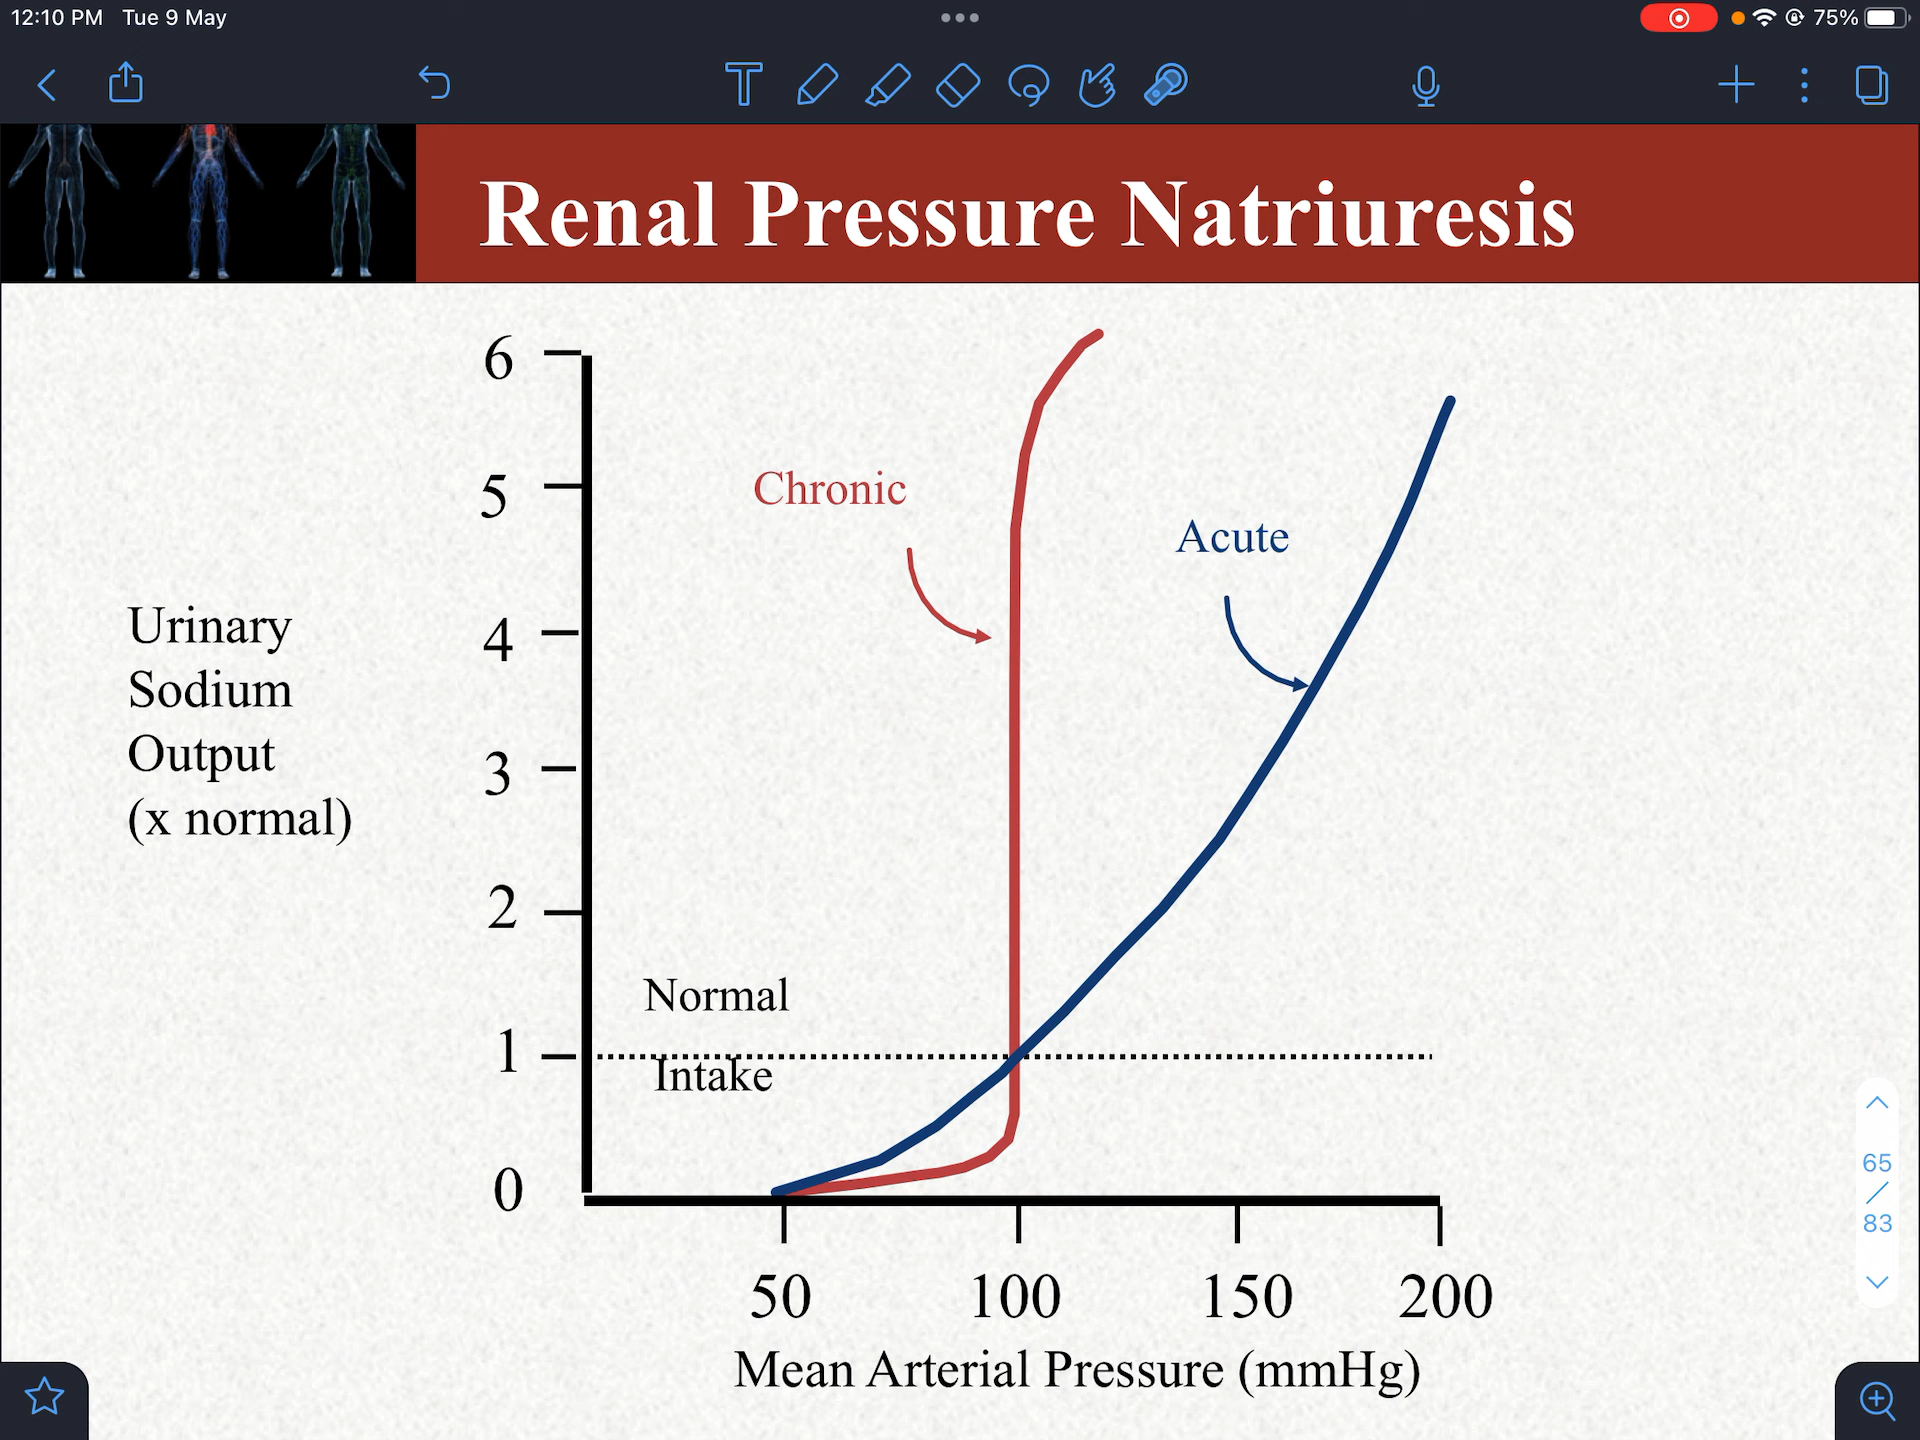 12:10 PM Tue 9 May
75%
Renal Pressure Natriuresis
6
5
4
3
2
1
0
Urinary
Sodium
Output
(x normal)
Chronic
Acute
Normal
Intake
50 100 150 200
Mean Arterial Pressure (mmHg)
65
/
83